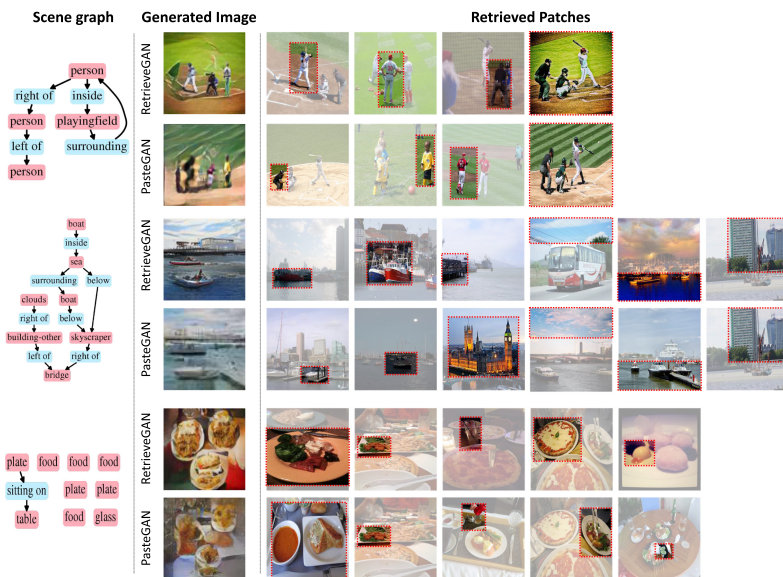 Scene graph
Generated Image
Retrieved Patches
person
right of
inside
person
playingfield
left of
surrounding
person
RetrieveGAN
PasteGAN
boat
inside
sea
surrounding
below
clouds
boat
right of
below
building-other
skyscraper
left of
right of
bridge
RetrieveGAN
PasteGAN
plate
food
food
food
sitting on
plate
plate
table
food
glass
RetrieveGAN
PasteGAN